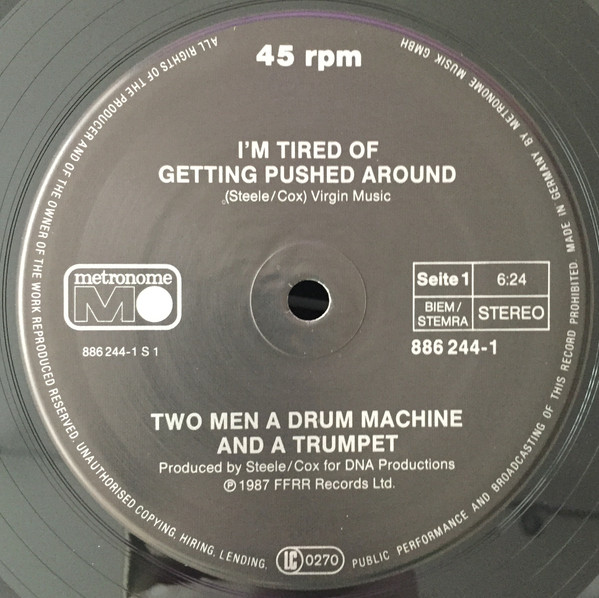 45 rpm
I'M TIRED OF
GETTING PUSHED AROUND
(Steele/Cox) Virgin Music
metronome
M
886 244-1 S 1
Seite 1
6:24
BIEM/
STEMRA
STEREO
886 244-1
TWO MEN A DRUM MACHINE
AND A TRUMPET
Produced by Steele/Cox for DNA Productions
℗ 1987 FFRR Records Ltd.
ALL RIGHTS OF THE PRODUCER AND OF THE OWNER OF THE WORK REPRODUCED RESERVED. UNAUTHORISED COPYING, HIRING, LENDING, LC 0270 PUBLIC PERFORMANCE AND BROADCASTING OF THIS RECORD PROHIBITED. MADE IN GERMANY BY METRONOME MUSIK GMBH